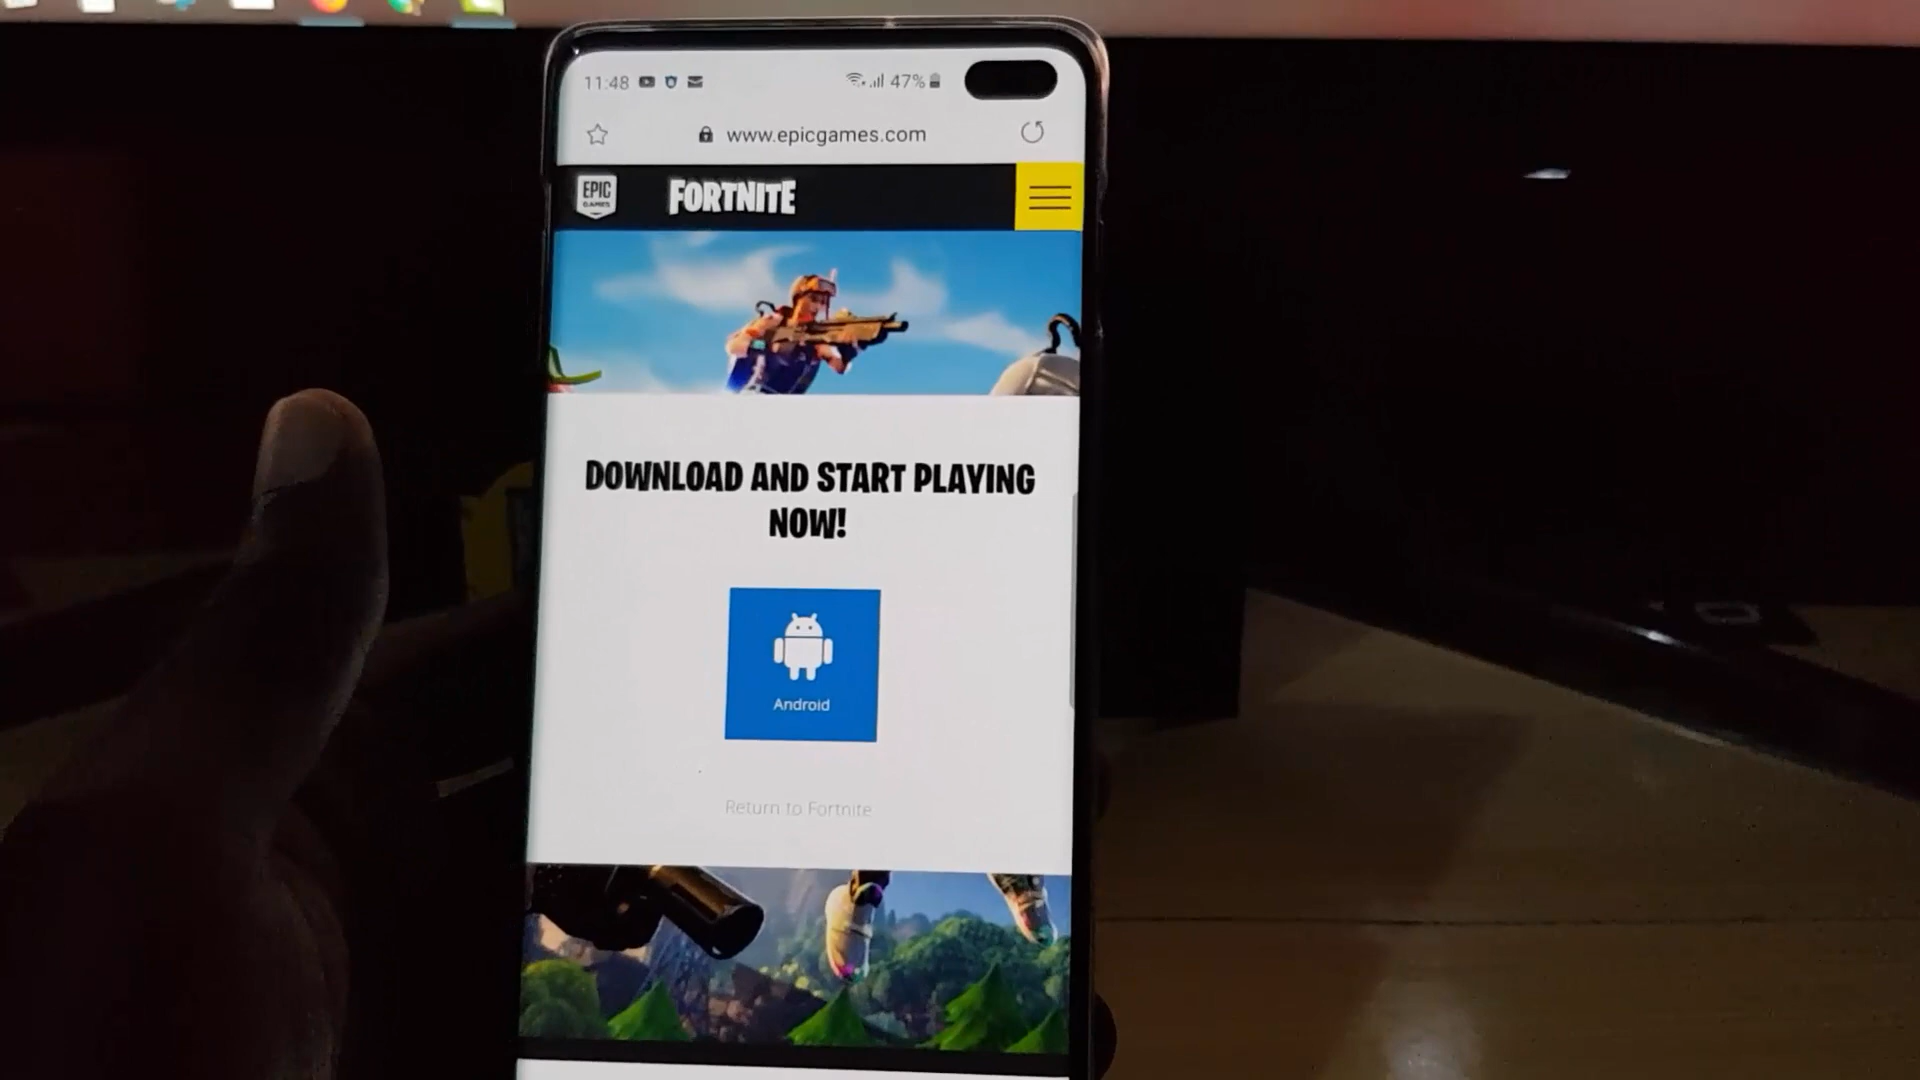 11:48
47%
www.epicgames.com
EPIC
GAMES
FORTNITE
DOWNLOAD AND START PLAYING
NOW!
Android
Return to Fortnite